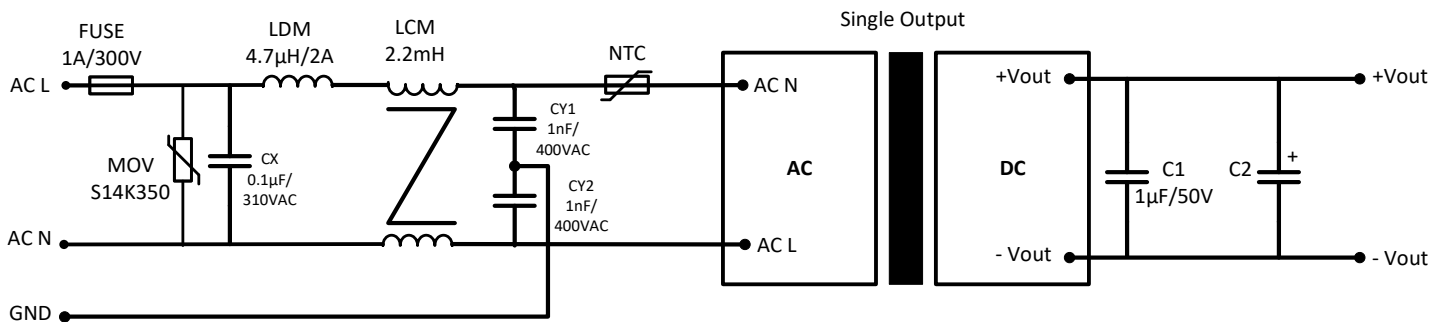 Single Output
FUSE
1A/300V
LDM
4.7µH/2A
LCM
2.2mH
NTC
AC L
AC N
+Vout
+Vout
MOV
S14K350
CX
0.1µF/
310VAC
CY1
1nF/
400VAC
CY2
1nF/
400VAC
AC
DC
C1
1µF/50V
C2
+
AC N
AC L
- Vout
- Vout
GND